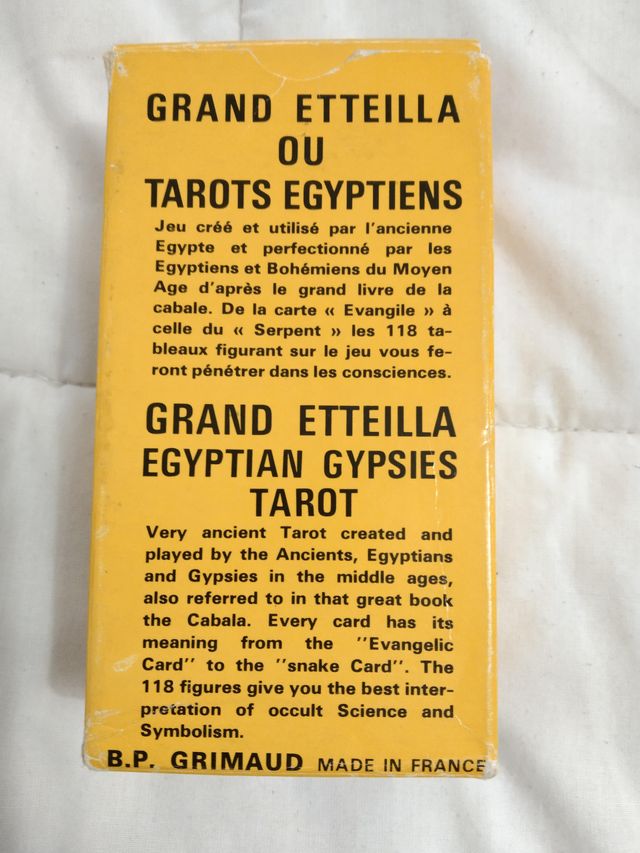 GRAND ETTEILLA
OU
TAROTS EGYPTIENS
Jeu créé et utilisé par l'ancienne
Egypte et perfectionné par les
Egyptiens et Bohémiens du Moyen
Age d'après le grand livre de la
cabale. De la carte « Evangile » à
celle du « Serpent » les 118 ta-
bleaux figurant sur le jeu vous fe-
ront pénétrer dans les consciences.
GRAND ETTEILLA
EGYPTIAN GYPSIES
TAROT
Very ancient Tarot created and
played by the Ancients, Egyptians
and Gypsies in the middle ages,
also referred to in that great book
the Cabala. Every card has its
meaning from the "Evangelic
Card" to the "snake Card". The
118 figures give you the best inter-
pretation of occult Science and
Symbolism.
B.P. GRIMAUD MADE IN FRANCE